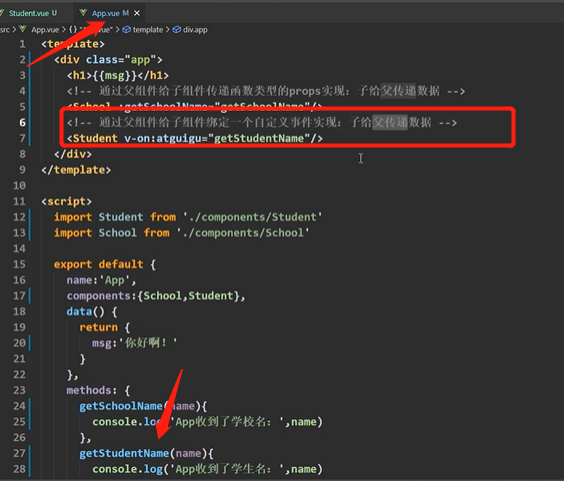 Student.vue U App.vue M
src > App.vue > {} "App.vue" > template > div.app
1 <template>
2 <div class="app">
3 <h1>{{msg}}</h1>
4 <!-- 通过父组件给子组件传递函数类型的props实现：子给父传递数据 -->
5 <School :getSchoolName="getSchoolName"/>
6 <!-- 通过父组件给子组件绑定一个自定义事件实现：子给父传递数据 -->
7 <Student v-on:atguigu="getStudentName"/>
8 </div>
9 </template>
10
11 <script>
12 import Student from './components/Student'
13 import School from './components/School'
14
15 export default {
16 name:'App',
17 components:{School,Student},
18 data() {
19 return {
20 msg:'你好啊！'
21 }
22 },
23 methods: {
24 getSchoolName(name){
25 console.log('App收到了学校名：',name)
26 },
27 getStudentName(name){
28 console.log('App收到了学生名：',name)